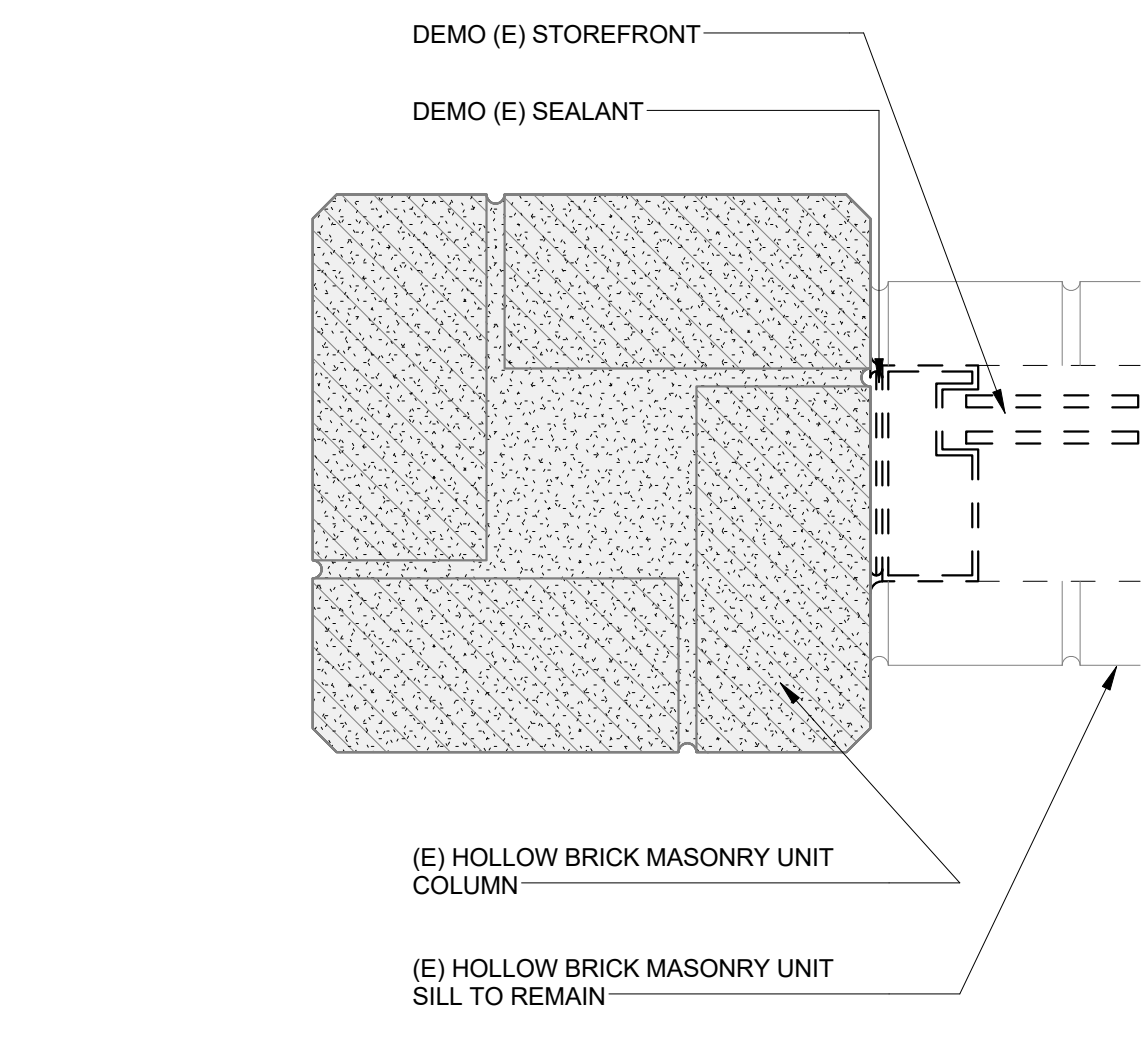 DEMO (E) STOREFRONT
DEMO (E) SEALANT
(E) HOLLOW BRICK MASONRY UNIT
COLUMN
(E) HOLLOW BRICK MASONRY UNIT
SILL TO REMAIN